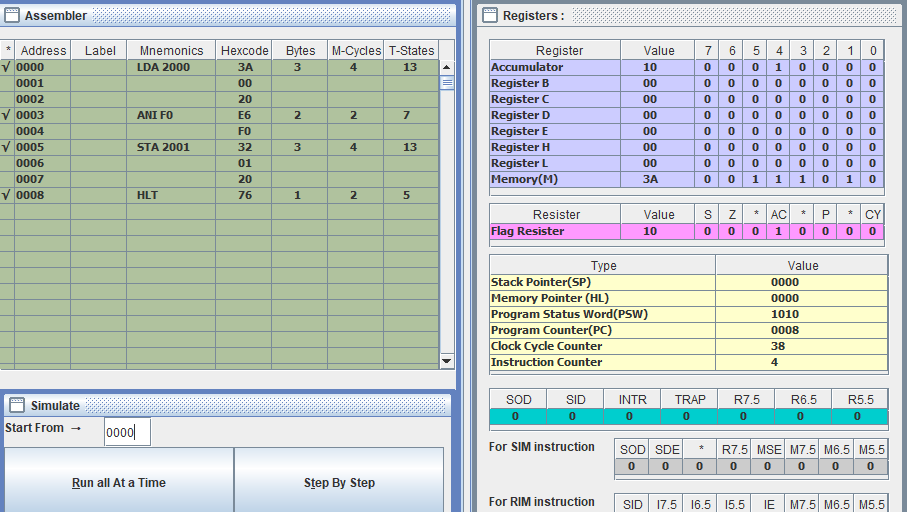 Assembler
* Address Label Mnemonics Hexcode Bytes M-Cycles T-States
√ 0000 LDA 2000 3A 3 4 13
0001 00
0002 20
√ 0003 ANI F0 E6 2 2 7
0004 F0
√ 0005 STA 2001 32 3 4 13
0006 01
0007 20
√ 0008 HLT 76 1 2 5
Simulate
Start From → 0000
Run all At a Time Step By Step
Registers :
Register Value 7 6 5 4 3 2 1 0
Accumulator 10 0 0 0 1 0 0 0 0
Register B 00 0 0 0 0 0 0 0 0
Register C 00 0 0 0 0 0 0 0 0
Register D 00 0 0 0 0 0 0 0 0
Register E 00 0 0 0 0 0 0 0 0
Register H 00 0 0 0 0 0 0 0 0
Register L 00 0 0 0 0 0 0 0 0
Memory(M) 3A 0 0 1 1 1 0 1 0
Resister Value S Z * AC * P * CY
Flag Resister 10 0 0 0 1 0 0 0 0
Type Value
Stack Pointer(SP) 0000
Memory Pointer (HL) 0000
Program Status Word(PSW) 1010
Program Counter(PC) 0008
Clock Cycle Counter 38
Instruction Counter 4
SOD SID INTR TRAP R7.5 R6.5 R5.5
0 0 0 0 0 0 0
For SIM instruction SOD SDE * R7.5 MSE M7.5 M6.5 M5.5
0 0 0 0 0 0 0 0
For RIM instruction SID I7.5 I6.5 I5.5 IE M7.5 M6.5 M5.5